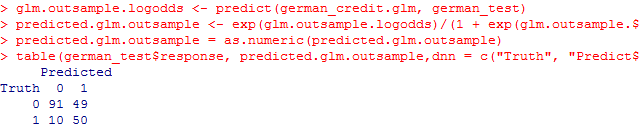 > glm.outsample.logodds <- predict(german_credit.glm, german_test)
> predicted.glm.outsample <- exp(glm.outsample.logodds)/(1 + exp(glm.outsample.$
> predicted.glm.outsample = as.numeric(predicted.glm.outsample)
> table(german_test$response, predicted.glm.outsample,dnn = c("Truth", "Predict$
     Predicted
Truth  0  1
    0 91 49
    1 10 50